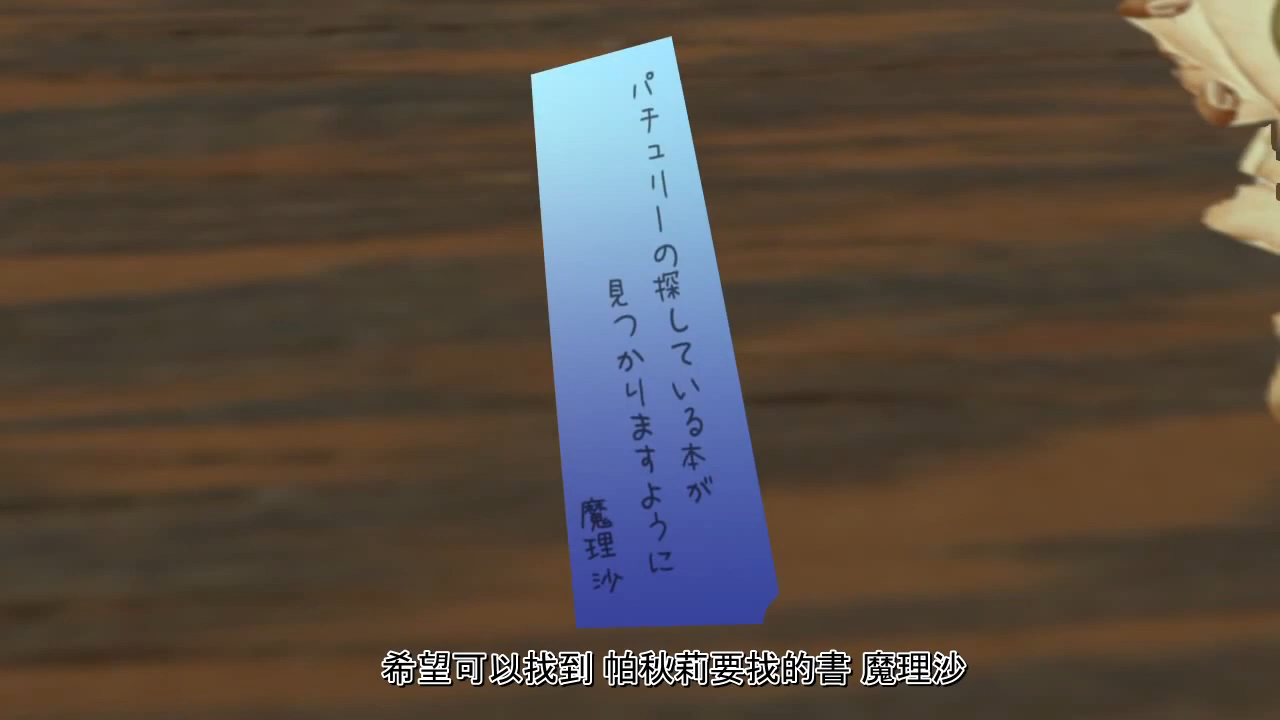 パチュリーの探している本が
見つかりますように
魔理沙
希望可以找到 帕秋莉要找的書 魔理沙